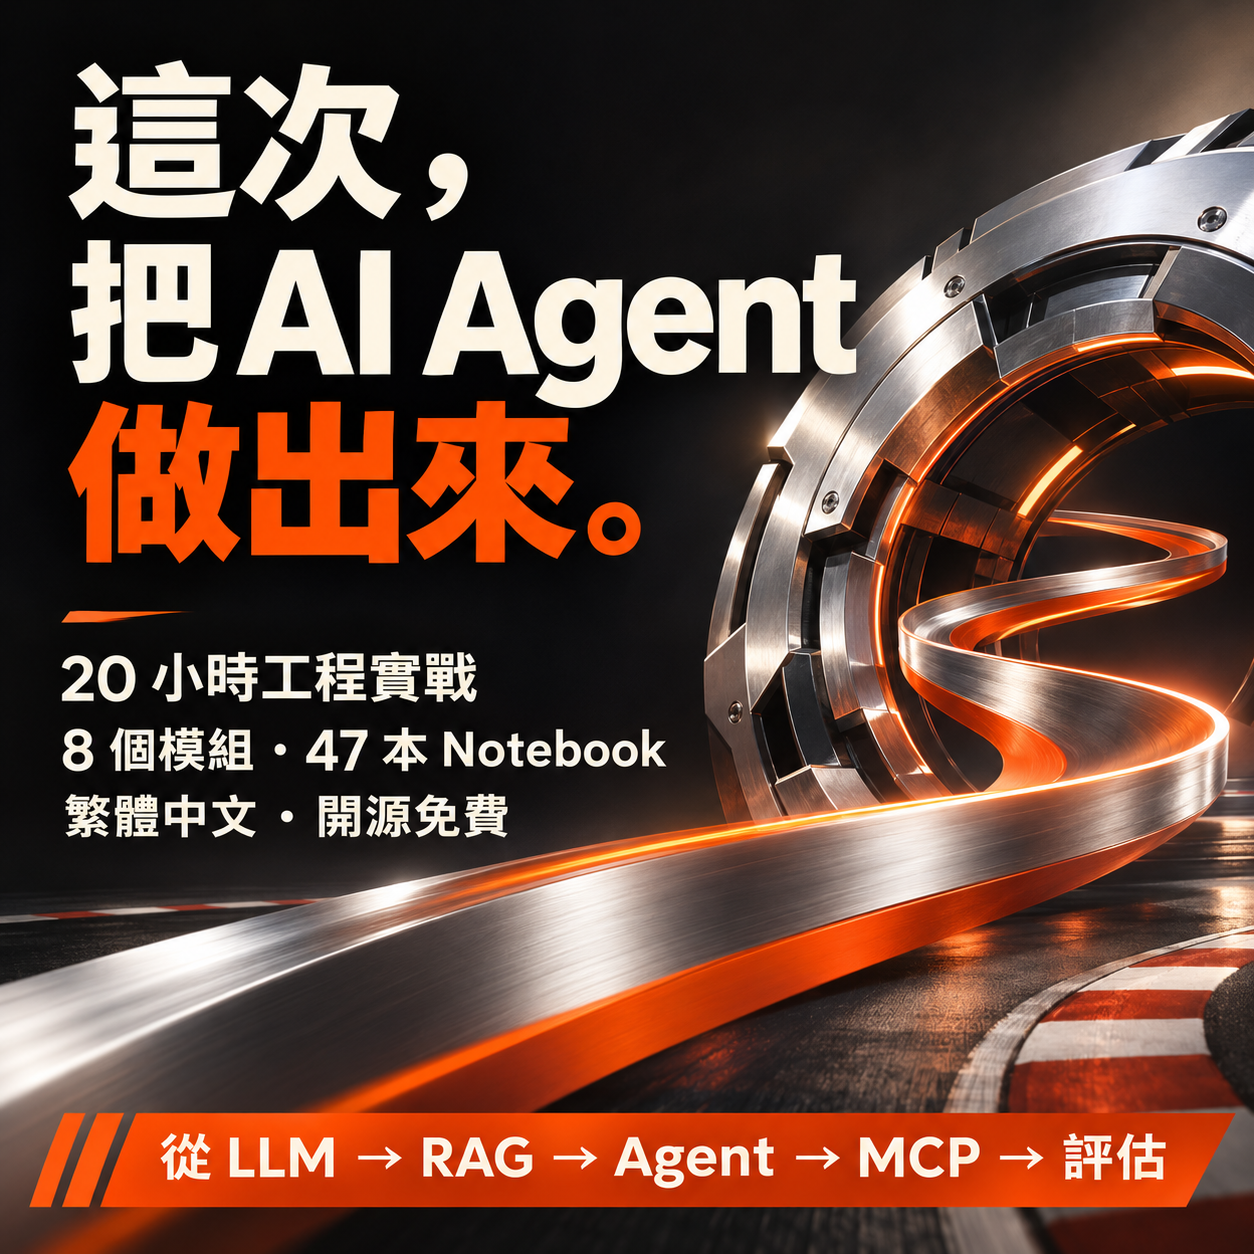 這次，
把 AI Agent
做出來。
20 小時工程實戰
8 個模組・47 本 Notebook
繁體中文・開源免費
從 LLM → RAG → Agent → MCP → 評估